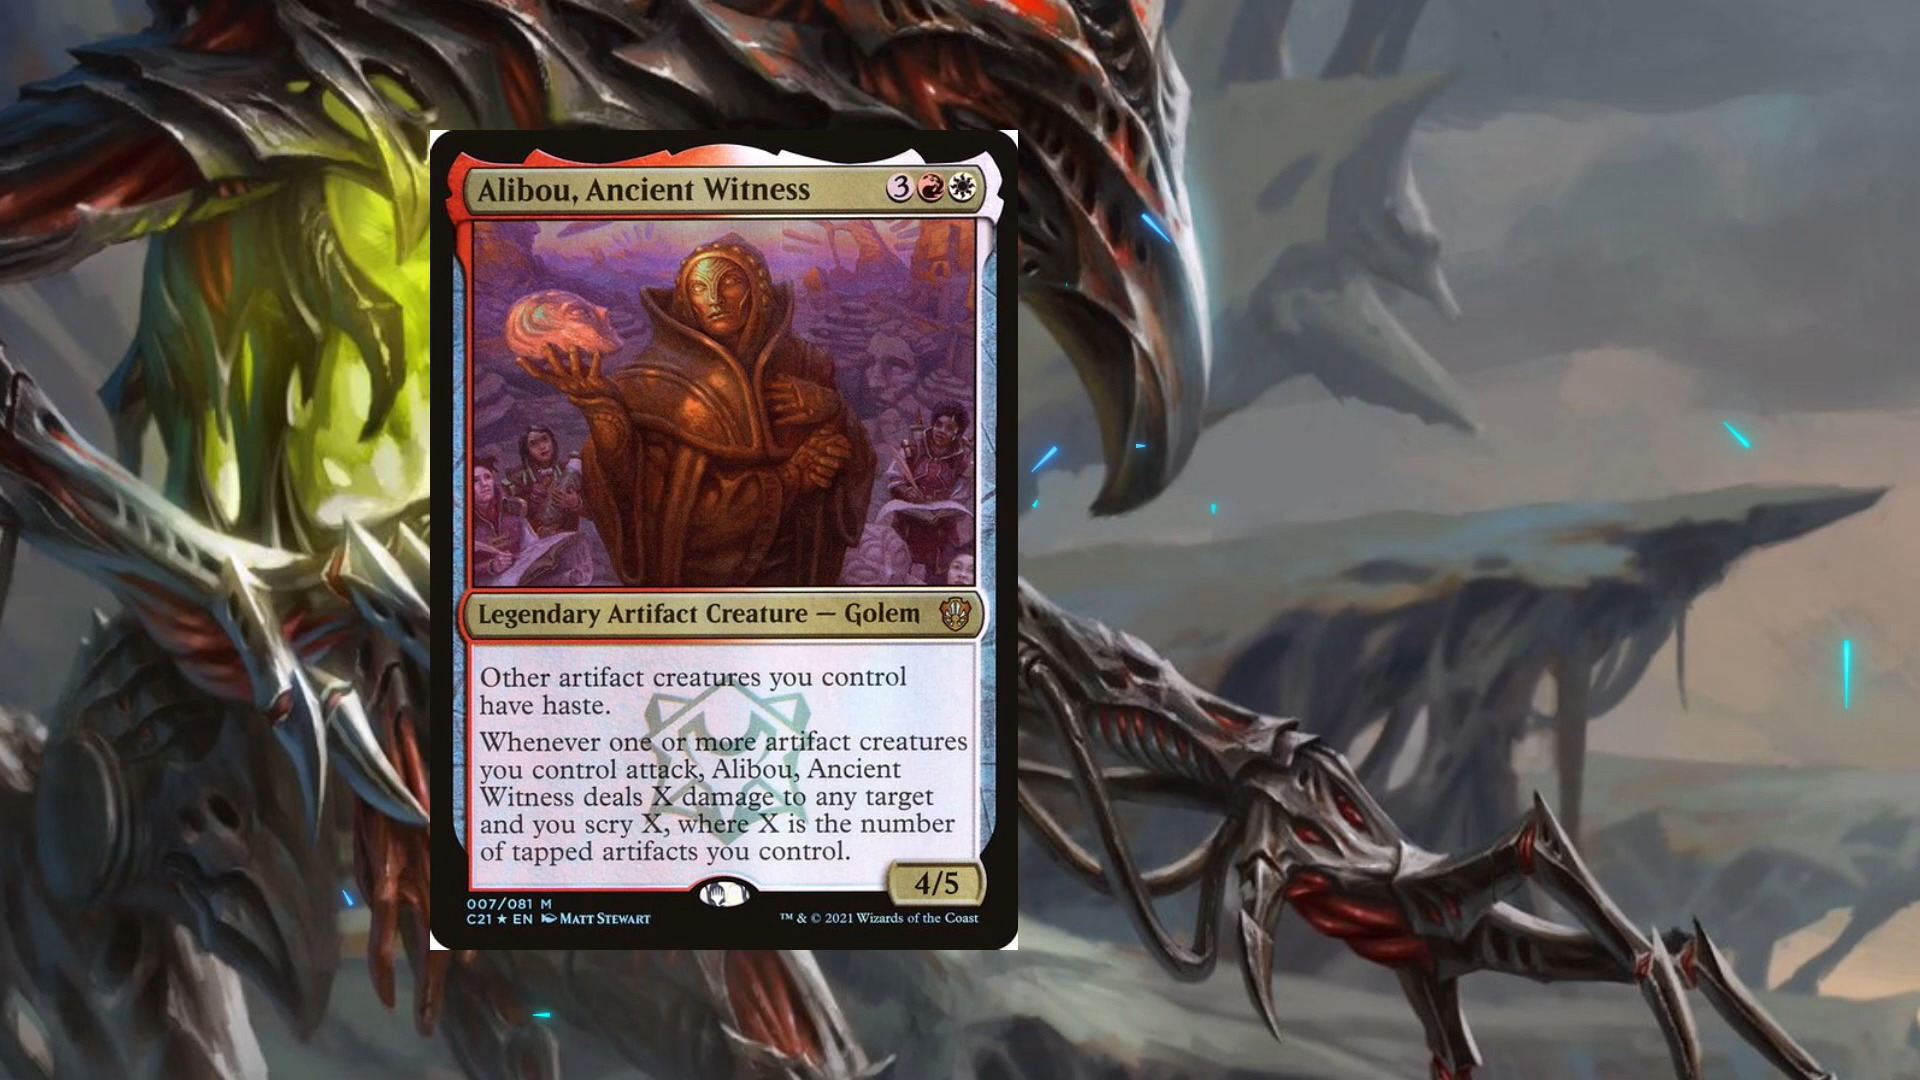 Alibou, Ancient Witness 3
Legendary Artifact Creature — Golem
Other artifact creatures you control
have haste.
Whenever one or more artifact creatures
you control attack, Alibou, Ancient
Witness deals X damage to any target
and you scry X, where X is the number
of tapped artifacts you control.
4/5
007/081 M
C21 ★ EN MATT STEWART
™ & © 2021 Wizards of the Coast